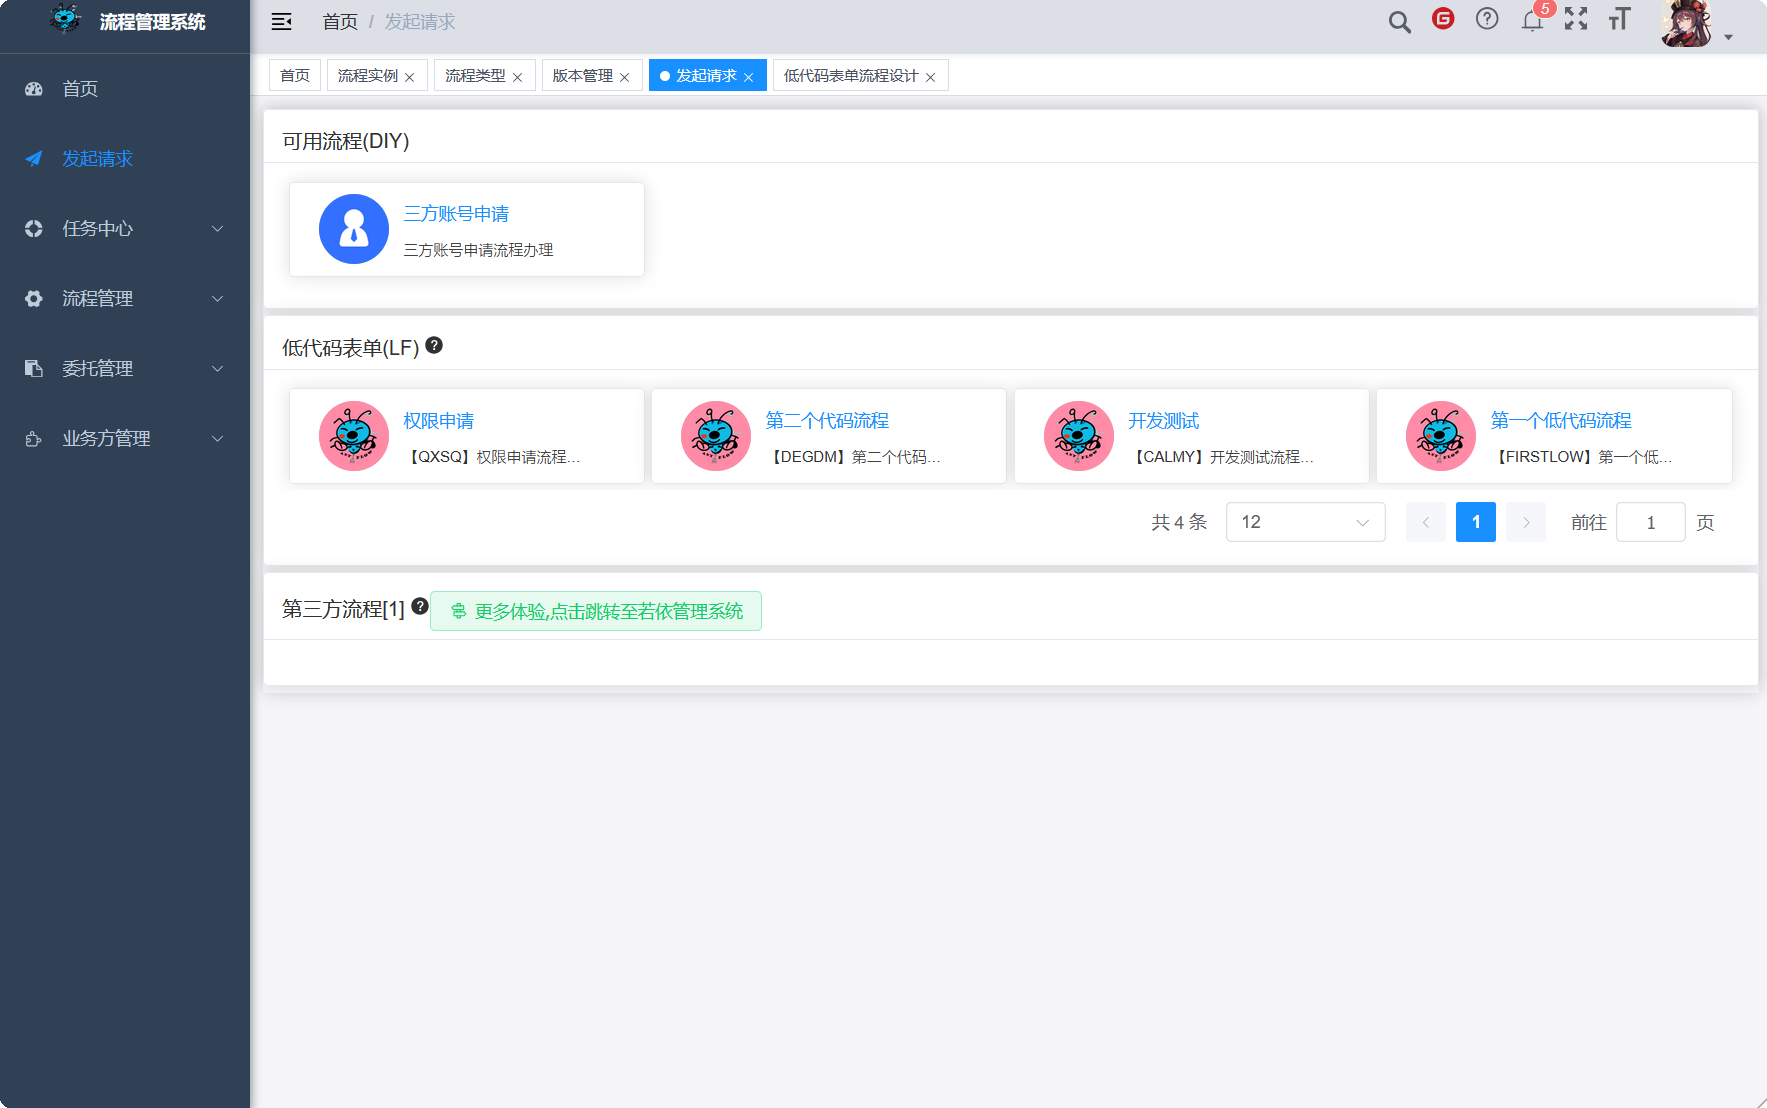 流程管理系统
首页 / 发起请求
5
首页
发起请求
任务中心
流程管理
委托管理
业务方管理
首页 流程实例 流程类型 版本管理 发起请求 低代码表单流程设计
可用流程(DIY)
三方账号申请
三方账号申请流程办理
低代码表单(LF)
权限申请
【QXSQ】权限申请流程...
第二个代码流程
【DEGDM】第二个代码...
开发测试
【CALMY】开发测试流程...
第一个低代码流程
【FIRSTLOW】第一个低...
共 4 条 12 1 前往 1 页
第三方流程[1] 更多体验,点击跳转至若依管理系统